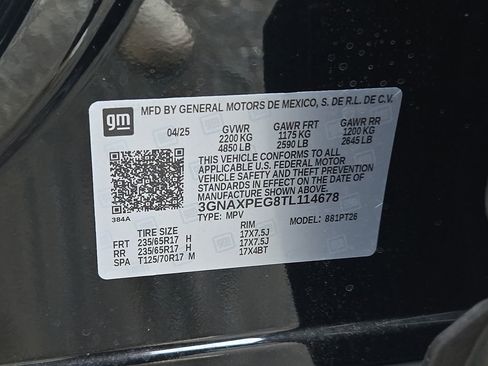 gm MFD BY GENERAL MOTORS DE MEXICO, S. DE R.L. DE C.V.
04/25 GVWR GAWR FRT GAWR RR
2200 KG 1175 KG 1200 KG
4850 LB 2590 LB 2645 LB
THIS VEHICLE CONFORMS TO ALL
APPLICABLE U.S. FEDERAL MOTOR
VEHICLE SAFETY AND THEFT PREVENTION
STANDARDS IN EFFECT ON THE DATE OF
MANUFACTURE SHOWN ABOVE.
3GNAXPEG8TL114678
384A TYPE: MPV MODEL: 881PT26
TIRE SIZE RIM
FRT 235/65R17 H 17X7.5J
RR 235/65R17 H 17X7.5J
SPA T125/70R17 M 17X4BT